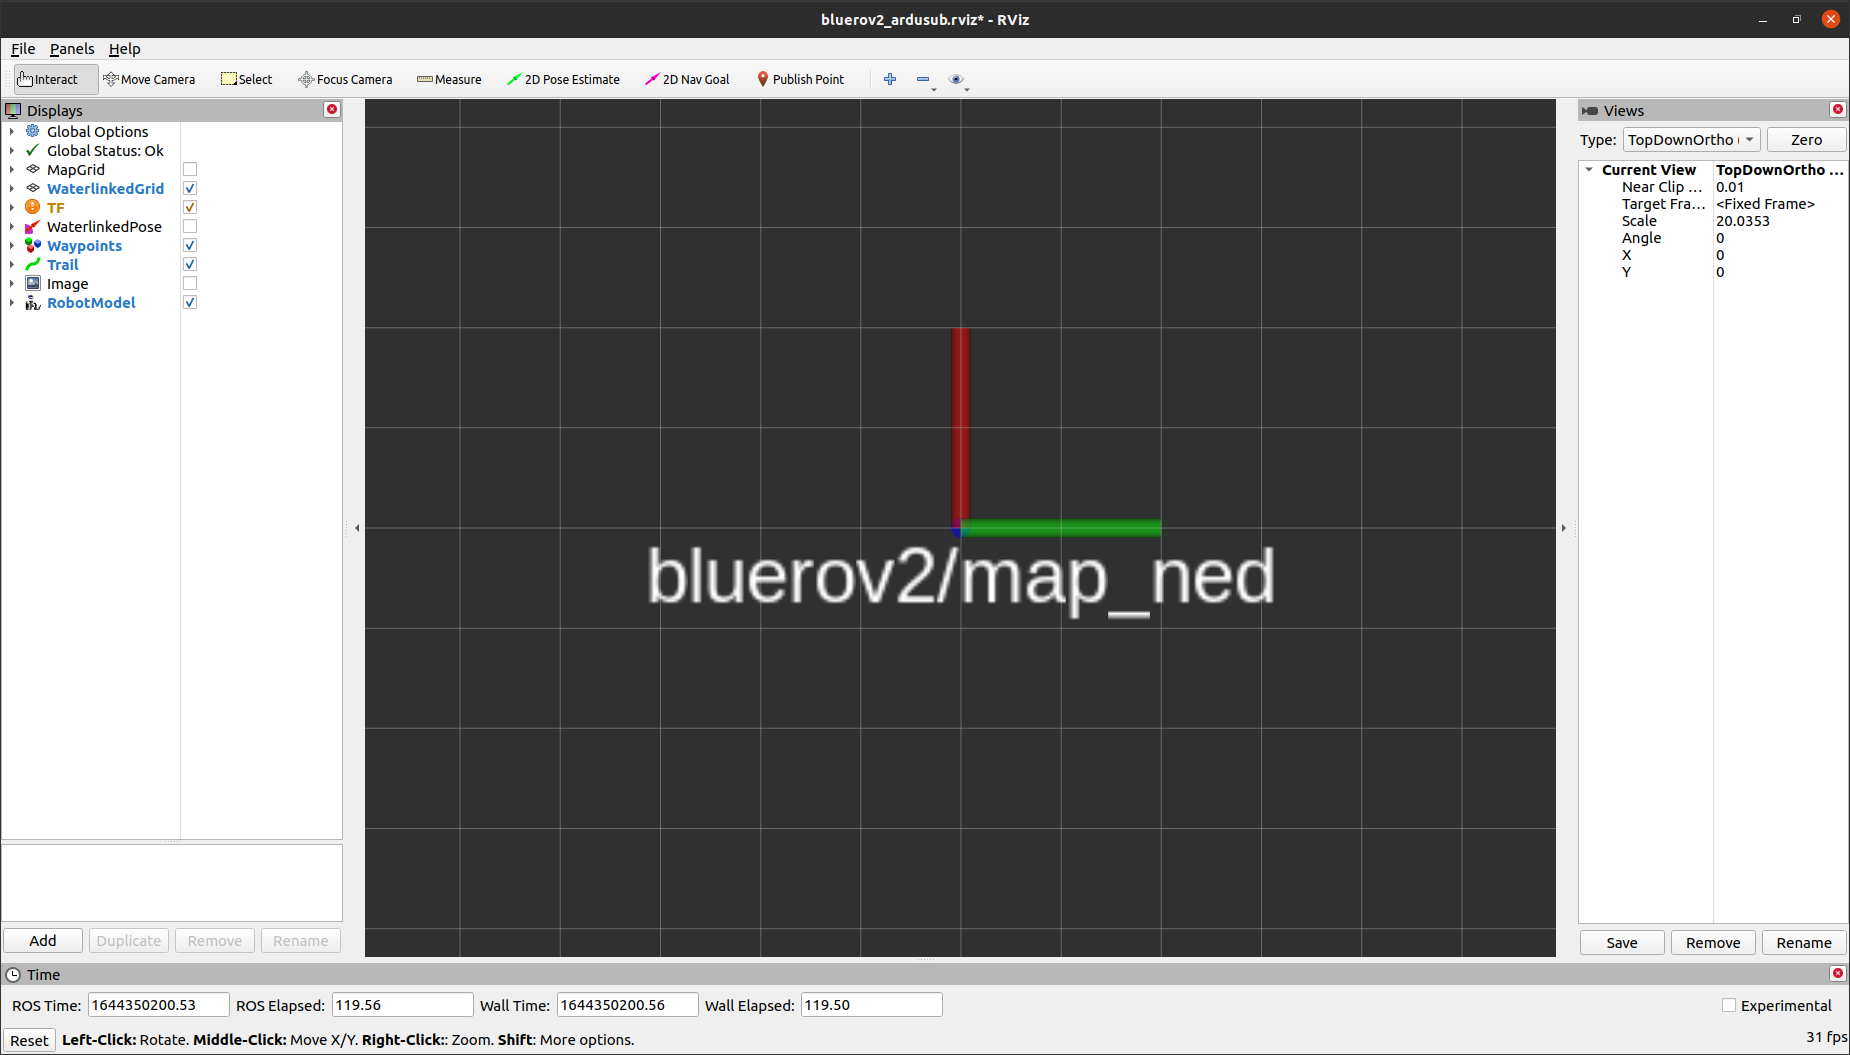 bluerov2_ardusub.rviz* - RViz
File Panels Help
Interact Move Camera Select Focus Camera Measure 2D Pose Estimate 2D Nav Goal Publish Point
Displays
Global Options
Global Status: Ok
MapGrid
WaterlinkedGrid
TF
WaterlinkedPose
Waypoints
Trail
Image
RobotModel
Add Duplicate Remove Rename
bluerov2/map_ned
Views
Type: TopDownOrtho ( Zero
Current View TopDownOrtho ...
Near Clip ... 0.01
Target Fra... <Fixed Frame>
Scale 20.0353
Angle 0
X 0
Y 0
Save Remove Rename
Time
ROS Time: 1644350200.53 ROS Elapsed: 119.56 Wall Time: 1644350200.56 Wall Elapsed: 119.50 Experimental
Reset Left-Click: Rotate. Middle-Click: Move X/Y. Right-Click:: Zoom. Shift: More options. 31 fps